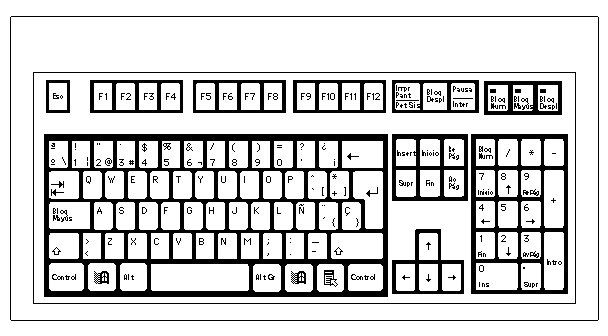 Esc F1 F2 F3 F4 F5 F6 F7 F8 F9 F10 F11 F12 Impr Pant Pet Sis Bloq Despl Pausa Inter Bloq Num Bloq Mayús Bloq Despl
ª º \ ! 1 | " 2 @ · 3 # $ 4 % 5 & 6 ¬ / 7 ( 8 ) 9 = 0 ? ' ¿ ¡ ← Insert Inicio Re Pág Bloq Num / * -
Q W E R T Y U I O P ^ ` [ * + ] ↵ Supr Fin Av Pág 7 Inicio 8 ↑ 9 RePág +
Bloq Mayús A S D F G H J K L Ñ ¨ ´ { Ç } 4 ← 5 6 →
⇧ > < Z X C V B N M ; , : . _ - ⇧ ↑ 1 Fin 2 ↓ 3 AvPág Intro
Control Alt Alt Gr Control ← ↓ → 0 Ins . Supr